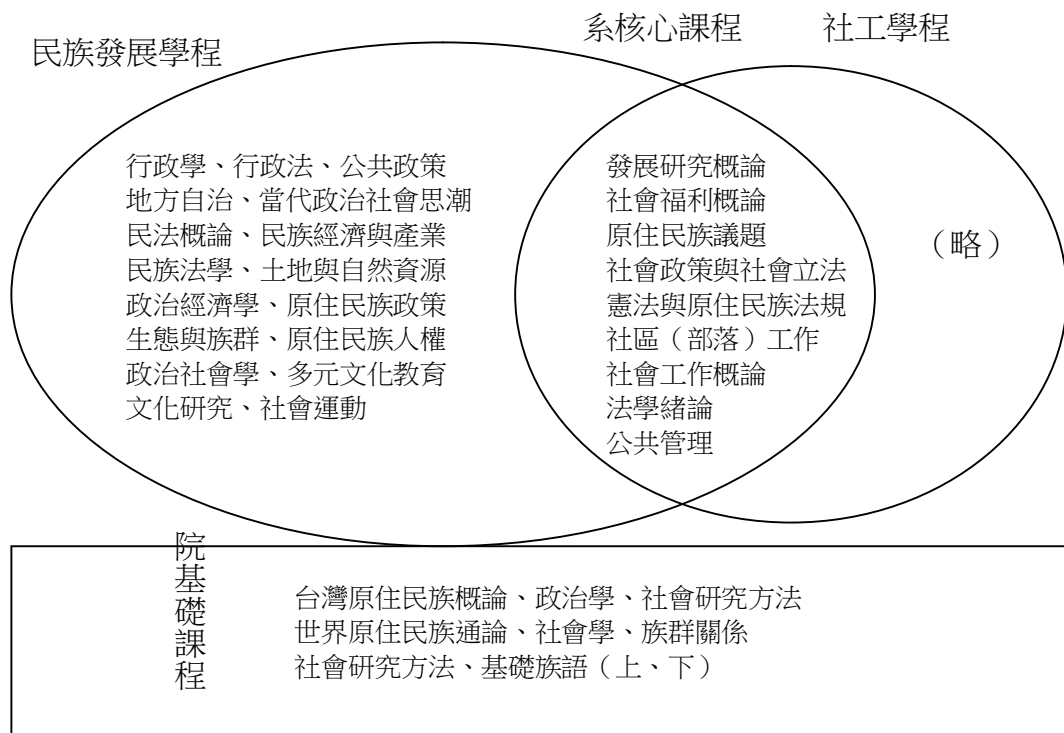 民族發展學程
系核心課程
社工學程
行政學、行政法、公共政策
地方自治、當代政治社會思潮
民法概論、民族經濟與產業
民族法學、土地與自然資源
政治經濟學、原住民族政策
生態與族群、原住民族人權
政治社會學、多元文化教育
文化研究、社會運動
發展研究概論
社會福利概論
原住民族議題
社會政策與社會立法
憲法與原住民族法規
社區（部落）工作
社會工作概論
法學緒論
公共管理
（略）
院基礎課程
台灣原住民族概論、政治學、社會研究方法
世界原住民族通論、社會學、族群關係
社會研究方法、基礎族語（上、下）